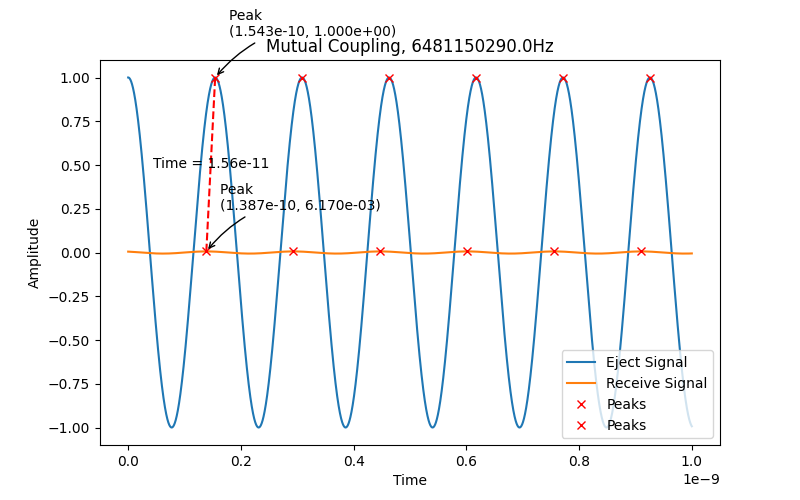 Peak
(1.543e-10, 1.000e+00)
Mutual Coupling, 6481150290.0Hz
1.00
0.75
0.50
0.25
0.00
−0.25
−0.50
−0.75
−1.00
Amplitude
Time = 1.56e-11
Peak
(1.387e-10, 6.170e-03)
Eject Signal
Receive Signal
Peaks
Peaks
0.0
0.2
0.4
0.6
0.8
1.0
1e−9
Time